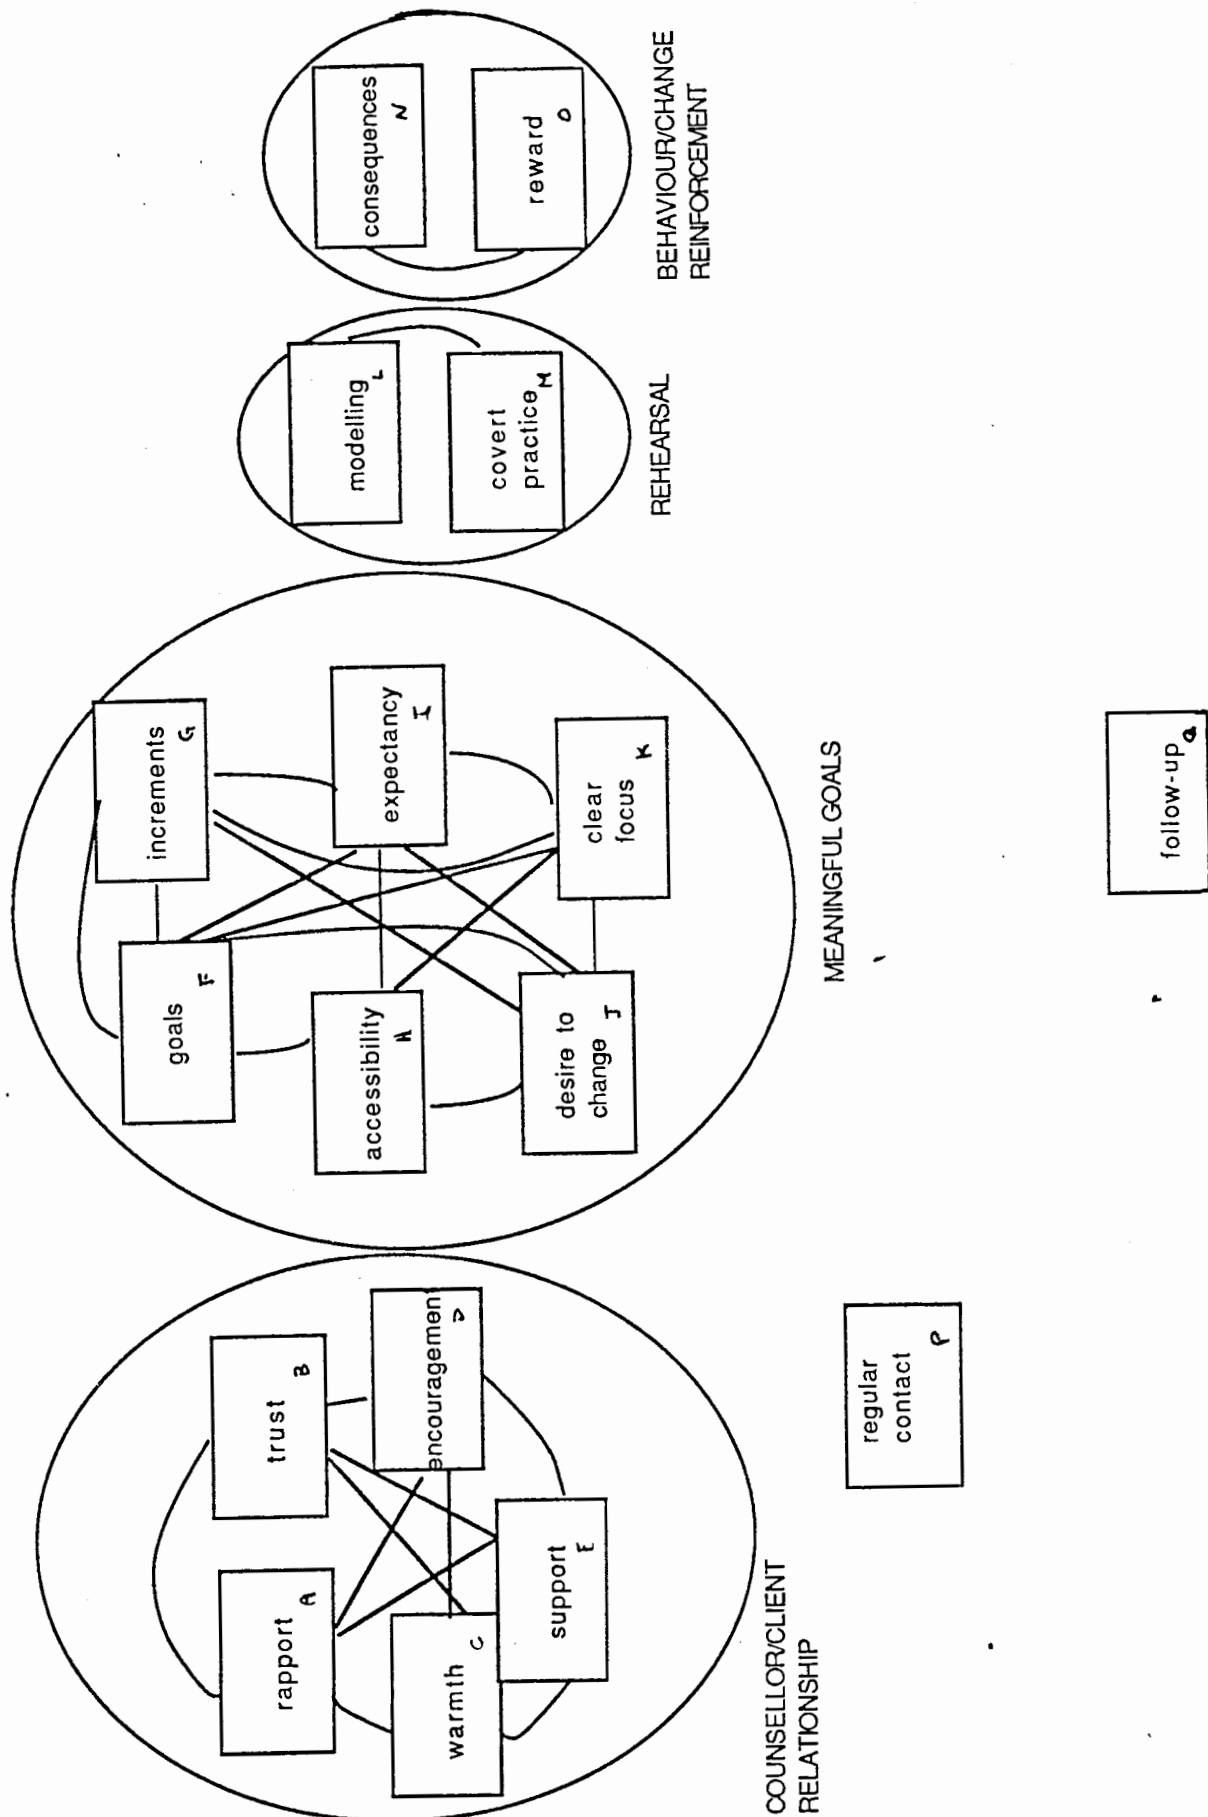 rapport
A
trust
B
warmth
C
encouragemen
D
support
E
COUNSELLOR/CLIENT
RELATIONSHIP
goals
F
increments
G
accessibility
H
expectancy
I
desire to
change
J
clear
focus
K
MEANINGFUL GOALS
modelling
L
covert
practice
M
REHEARSAL
consequences
N
reward
O
BEHAVIOUR/CHANGE
REINFORCEMENT
regular
contact
P
follow-up
Q